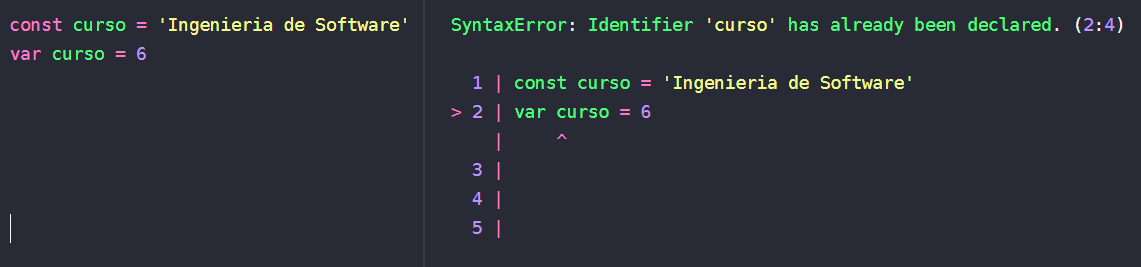 const curso = 'Ingenieria de Software'
var curso = 6
SyntaxError: Identifier 'curso' has already been declared. (2:4)
1 | const curso = 'Ingenieria de Software'
> 2 | var curso = 6
| ^
3 |
4 |
5 |